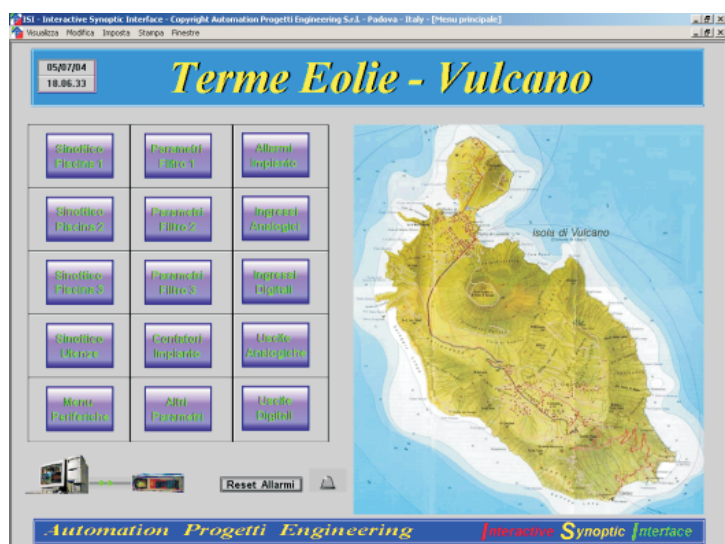 ISI - Interactive Synoptic Interface - Copyright Automation Progetti Engineering S.r.l. - Padova - Italy - [Menu principale]
Visualizza Modifica Imposta Stampa Finestre
05/07/04
18.06.33
Terme Eolie - Vulcano
Sinottico
Piscina 1
Parametri
Filtro 1
Allarmi
Impianto
Sinottico
Piscina 2
Parametri
Filtro 2
Ingressi
Analogici
Sinottico
Piscina 3
Parametri
Filtro 3
Ingressi
Digitali
Sinottico
Utenze
Contatori
Impianto
Uscite
Analogiche
Menu
Periferiche
Altri
Parametri
Uscite
Digitali
Isola di Vulcano
Reset Allarmi
Automation Progetti Engineering
Interactive Synoptic Interface